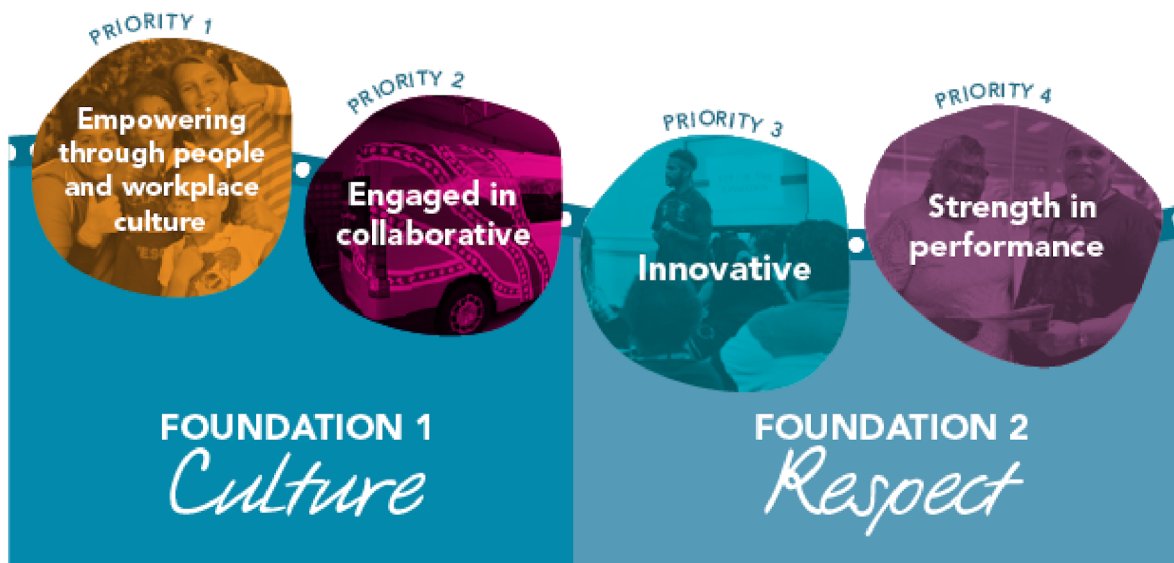 PRIORITY 1
Empowering
through people
and workplace
culture
PRIORITY 2
Engaged in
collaborative
PRIORITY 3
Innovative
PRIORITY 4
Strength in
performance
FOUNDATION 1
Culture
FOUNDATION 2
Respect